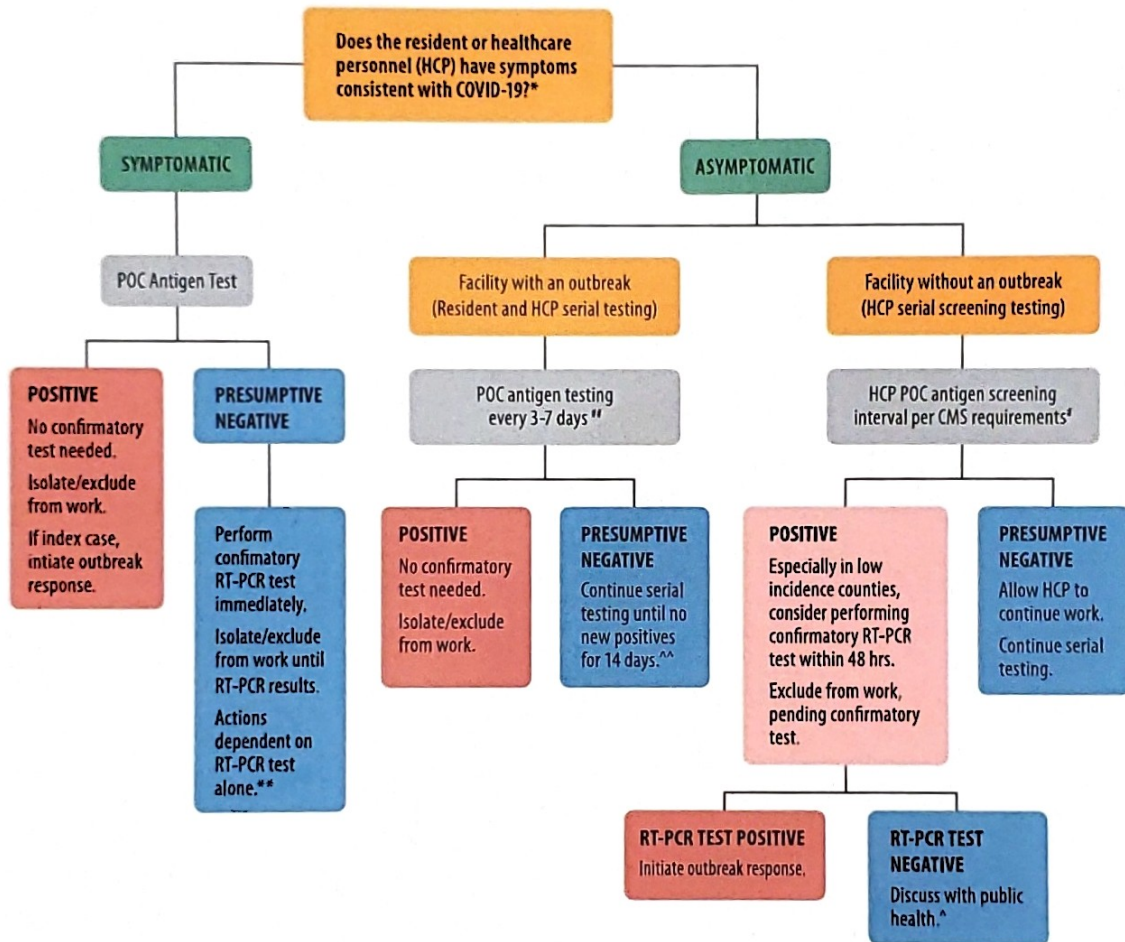 Does the resident or healthcare
personnel (HCP) have symptoms
consistent with COVID-19?*
SYMPTOMATIC
ASYMPTOMATIC
POC Antigen Test
Facility with an outbreak
(Resident and HCP serial testing)
Facility without an outbreak
(HCP serial screening testing)
POSITIVE
No confirmatory
test needed.
Isolate/exclude
from work.
If index case,
intiate outbreak
response.
PRESUMPTIVE
NEGATIVE
Perform
confirmatory
RT-PCR test
immediately.
Isolate/exclude
from work until
RT-PCR results.
Actions
dependent on
RT-PCR test
alone.**
POC antigen testing
every 3-7 days ##
POSITIVE
No confirmatory
test needed.
Isolate/exclude
from work.
PRESUMPTIVE
NEGATIVE
Continue serial
testing until no
new positives
for 14 days.^^
HCP POC antigen screening
interval per CMS requirements#
POSITIVE
Especially in low
incidence counties,
consider performing
confirmatory RT-PCR
test within 48 hrs.
Exclude from work,
pending confirmatory
test.
PRESUMPTIVE
NEGATIVE
Allow HCP to
continue work.
Continue serial
testing.
RT-PCR TEST POSITIVE
Initiate outbreak response.
RT-PCR TEST
NEGATIVE
Discuss with public
health.^